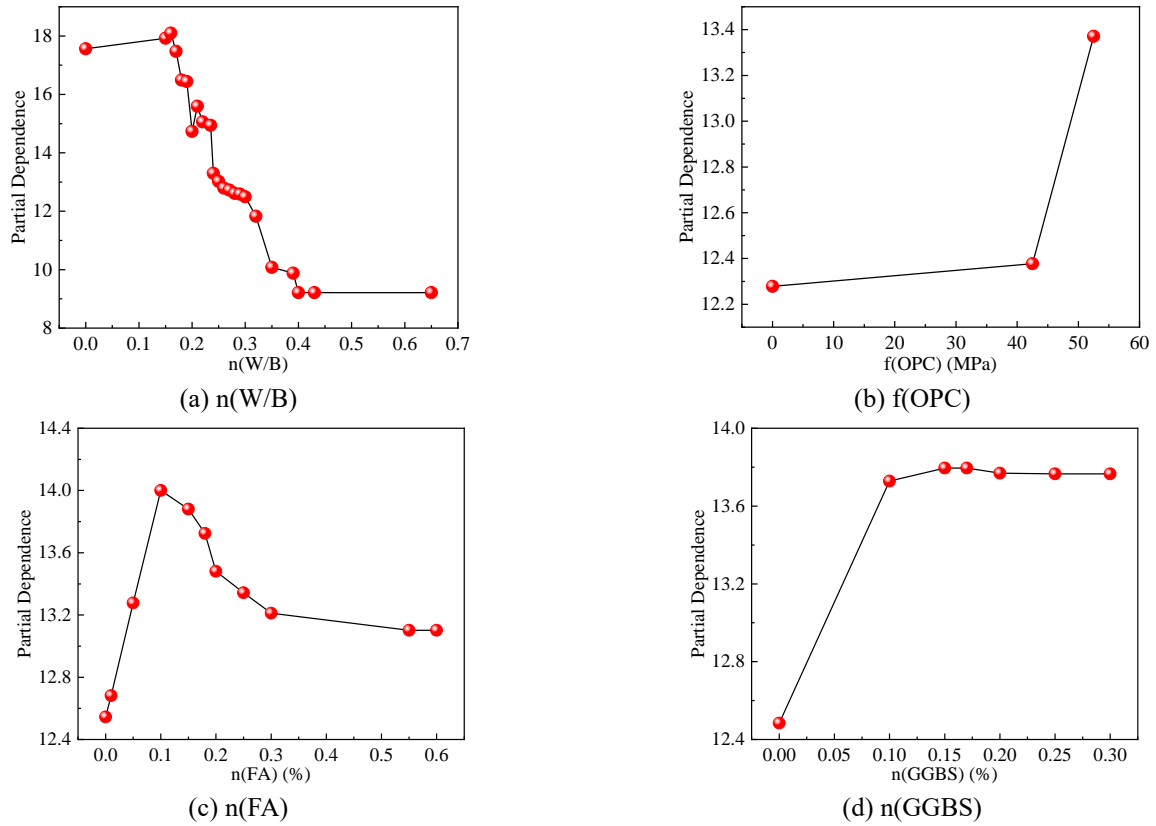 18
16
14
12
10
8
Partial Dependence
0.0 0.1 0.2 0.3 0.4 0.5 0.6 0.7
n(W/B)
(a) n(W/B)
13.4
13.2
13.0
12.8
12.6
12.4
12.2
Partial Dependence
0 10 20 30 40 50 60
f(OPC) (MPa)
(b) f(OPC)
14.4
14.0
13.6
13.2
12.8
12.4
Partial Dependence
0.0 0.1 0.2 0.3 0.4 0.5 0.6
n(FA) (%)
(c) n(FA)
14.0
13.6
13.2
12.8
12.4
Partial Dependence
0.00 0.05 0.10 0.15 0.20 0.25 0.30
n(GGBS) (%)
(d) n(GGBS)